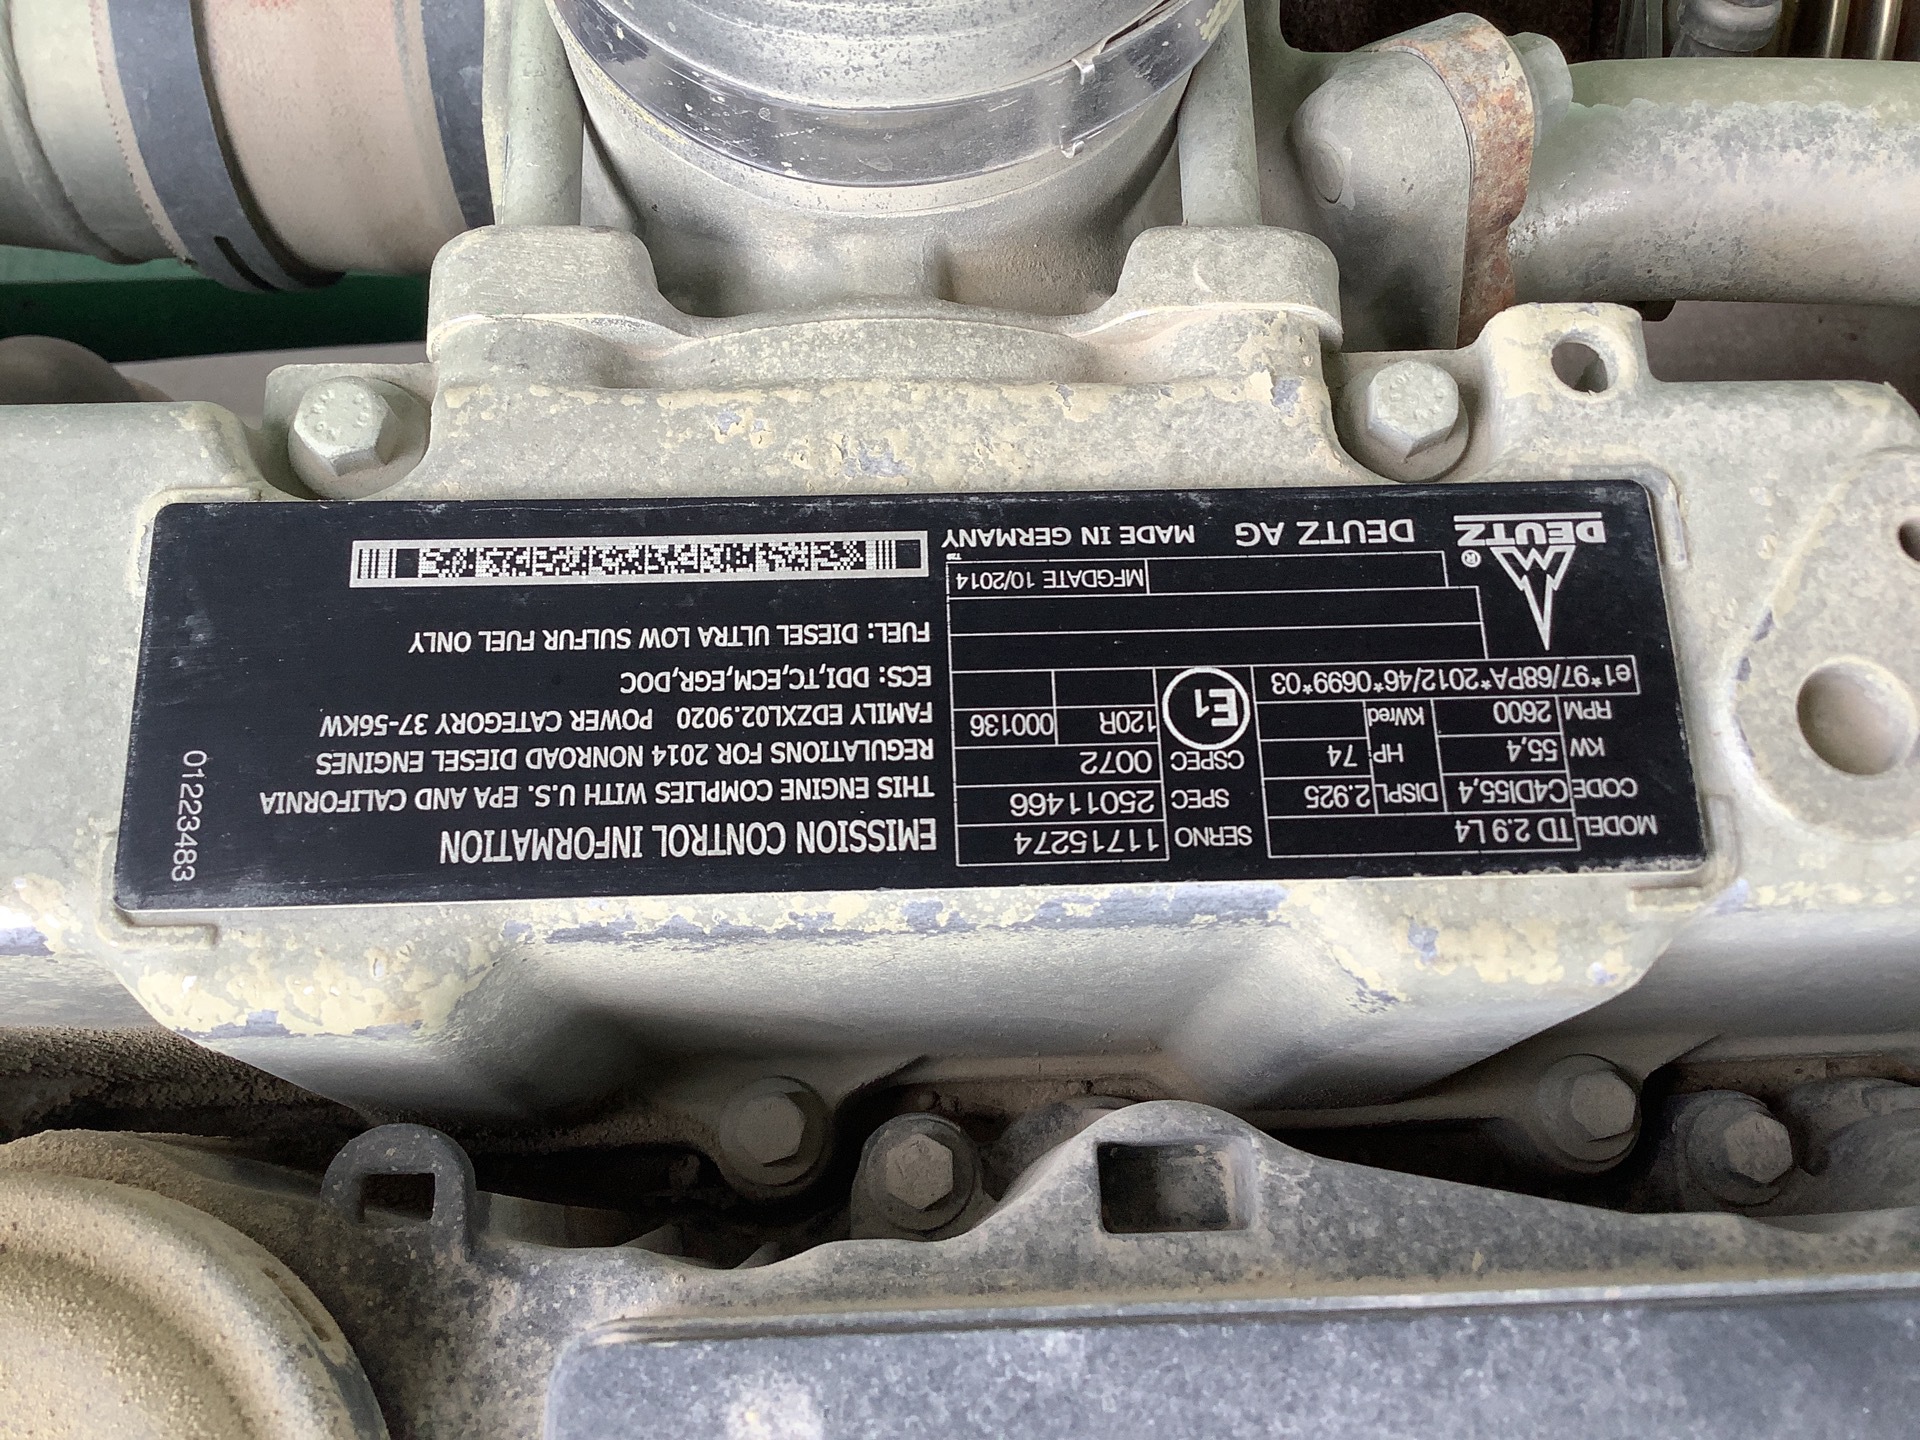 MODEL TD 2.9 L4
CODE C4DI55,4 DISPL 2.925
KW 55,4 HP 74
RPM 2600 KWred
e1*97/68PA*2012/46*0699*03
SERNO 11715274
SPEC 25011466
CSPEC 0072
E1 120R 000136
DEUTZ ®
MFGDATE 10/2014
DEUTZ AG MADE IN GERMANY
EMISSION CONTROL INFORMATION
THIS ENGINE COMPLIES WITH U.S. EPA AND CALIFORNIA
REGULATIONS FOR 2014 NONROAD DIESEL ENGINES
FAMILY EDZXL02.9020 POWER CATEGORY 37-56KW
ECS: DDI,TC,ECM,EGR,DOC
FUEL: DIESEL ULTRA LOW SULFUR FUEL ONLY
01223483